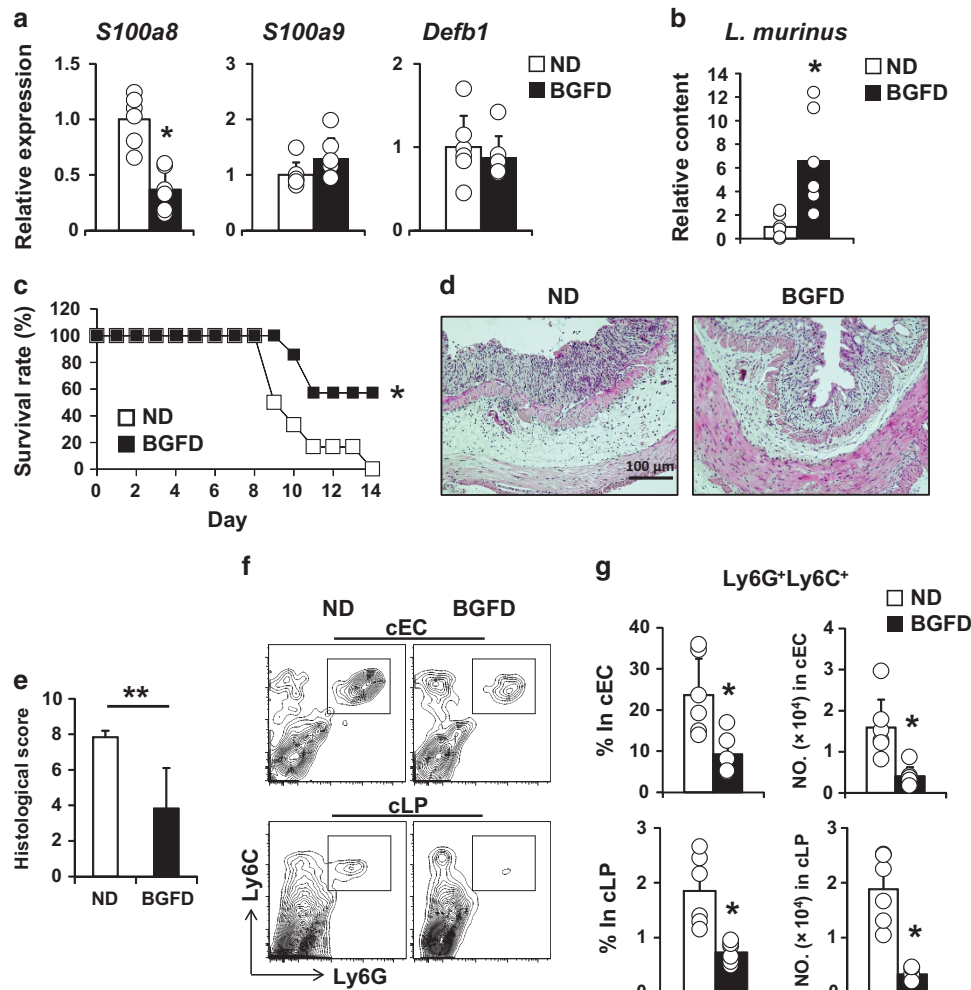 a
S100a8
S100a9
Defb1
ND
BGFD
Relative expression
1.5
1.0
0.5
0
*
3
2
1
0
2
1
0
b
L. murinus
ND
BGFD
Relative content
14
12
10
8
6
4
2
0
*
c
Survival rate (%)
120
100
80
60
40
20
0
ND
BGFD
*
0 2 4 6 8 10 12 14
Day
d
ND
BGFD
100 µm
e
Histological score
10
8
6
4
2
0
**
ND BGFD
f
ND BGFD
cEC
cLP
Ly6C
Ly6G
g
Ly6G⁺Ly6C⁺
ND
BGFD
% In cEC
40
30
20
10
0
*
NO. (× 10⁴) in cEC
4
3
2
1
0
*
% In cLP
3
2
1
0
*
NO. (× 10⁴) in cLP
3
2
1
0
*